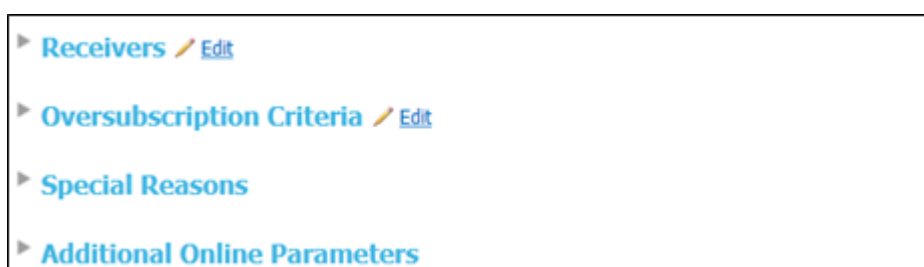 Receivers Edit
Oversubscription Criteria Edit
Special Reasons
Additional Online Parameters